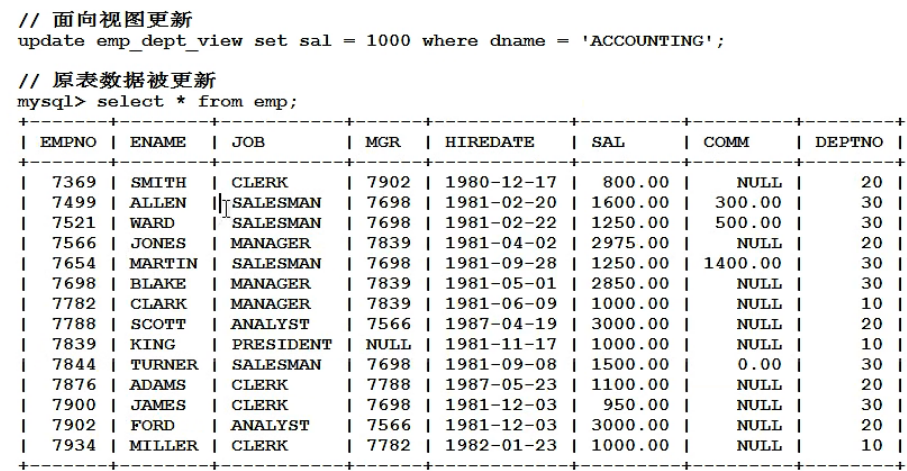 // 面向视图更新
update emp_dept_view set sal = 1000 where dname = 'ACCOUNTING';
// 原表数据被更新
mysql> select * from emp;
+-------+--------+-----------+------+------------+---------+---------+--------+
| EMPNO | ENAME | JOB | MGR | HIREDATE | SAL | COMM | DEPTNO |
+-------+--------+-----------+------+------------+---------+---------+--------+
| 7369 | SMITH | CLERK | 7902 | 1980-12-17 | 800.00 | NULL | 20 |
| 7499 | ALLEN | SALESMAN | 7698 | 1981-02-20 | 1600.00 | 300.00 | 30 |
| 7521 | WARD | SALESMAN | 7698 | 1981-02-22 | 1250.00 | 500.00 | 30 |
| 7566 | JONES | MANAGER | 7839 | 1981-04-02 | 2975.00 | NULL | 20 |
| 7654 | MARTIN | SALESMAN | 7698 | 1981-09-28 | 1250.00 | 1400.00 | 30 |
| 7698 | BLAKE | MANAGER | 7839 | 1981-05-01 | 2850.00 | NULL | 30 |
| 7782 | CLARK | MANAGER | 7839 | 1981-06-09 | 1000.00 | NULL | 10 |
| 7788 | SCOTT | ANALYST | 7566 | 1987-04-19 | 3000.00 | NULL | 20 |
| 7839 | KING | PRESIDENT | NULL | 1981-11-17 | 1000.00 | NULL | 10 |
| 7844 | TURNER | SALESMAN | 7698 | 1981-09-08 | 1500.00 | 0.00 | 30 |
| 7876 | ADAMS | CLERK | 7788 | 1987-05-23 | 1100.00 | NULL | 20 |
| 7900 | JAMES | CLERK | 7698 | 1981-12-03 | 950.00 | NULL | 30 |
| 7902 | FORD | ANALYST | 7566 | 1981-12-03 | 3000.00 | NULL | 20 |
| 7934 | MILLER | CLERK | 7782 | 1982-01-23 | 1000.00 | NULL | 10 |
+-------+--------+-----------+------+------------+---------+---------+--------+